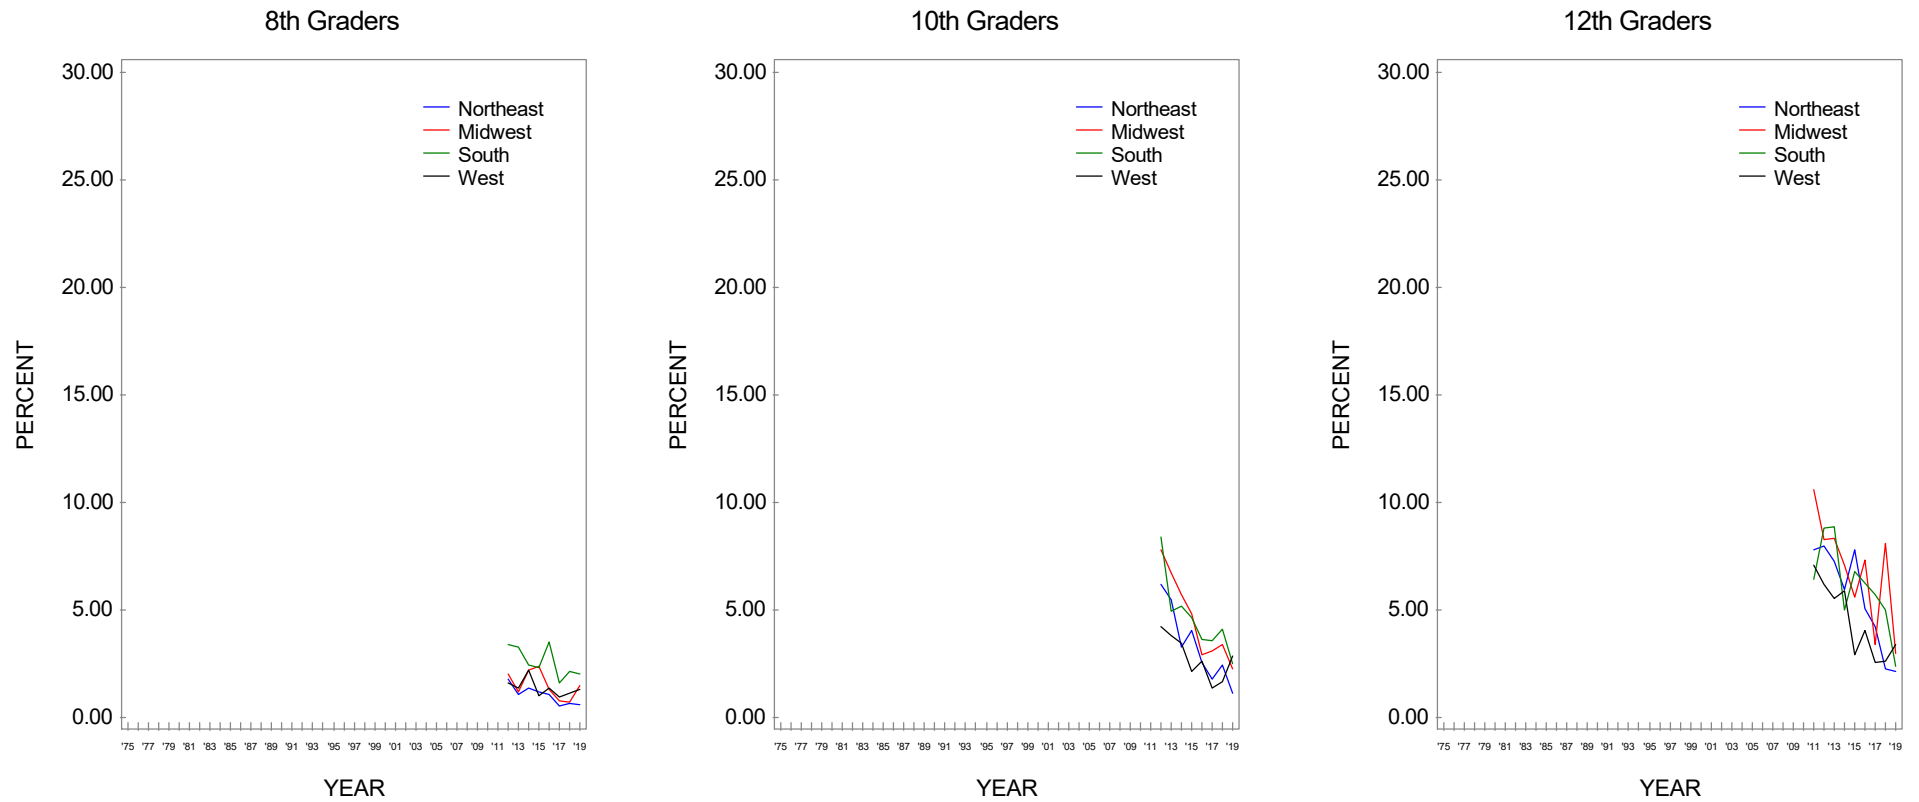 8th Graders
30.00
25.00
20.00
15.00
10.00
5.00
0.00
PERCENT
Northeast
Midwest
South
West
'75 '77 '79 '81 '83 '85 '87 '89 '91 '93 '95 '97 '99 '01 '03 '05 '07 '09 '11 '13 '15 '17 '19
YEAR
10th Graders
30.00
25.00
20.00
15.00
10.00
5.00
0.00
PERCENT
Northeast
Midwest
South
West
'75 '77 '79 '81 '83 '85 '87 '89 '91 '93 '95 '97 '99 '01 '03 '05 '07 '09 '11 '13 '15 '17 '19
YEAR
12th Graders
30.00
25.00
20.00
15.00
10.00
5.00
0.00
PERCENT
Northeast
Midwest
South
West
'75 '77 '79 '81 '83 '85 '87 '89 '91 '93 '95 '97 '99 '01 '03 '05 '07 '09 '11 '13 '15 '17 '19
YEAR